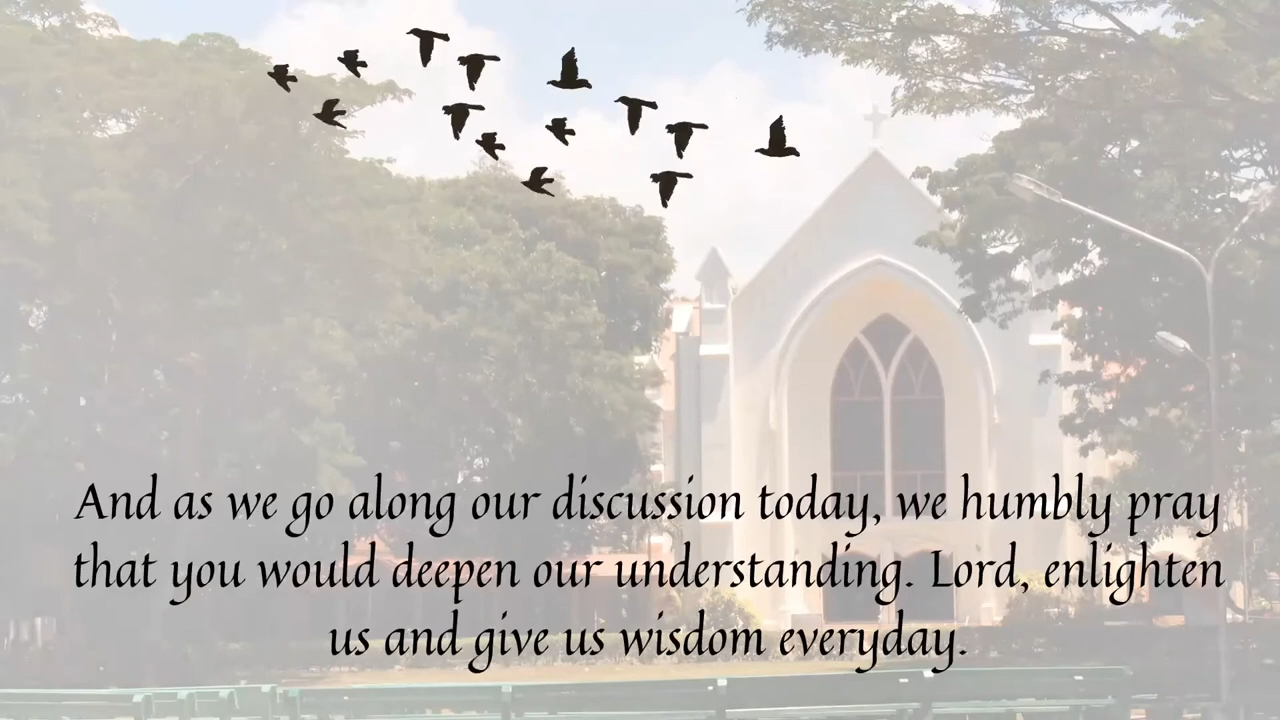 And as we go along our discussion today, we humbly pray
that you would deepen our understanding. Lord, enlighten
us and give us wisdom everyday.